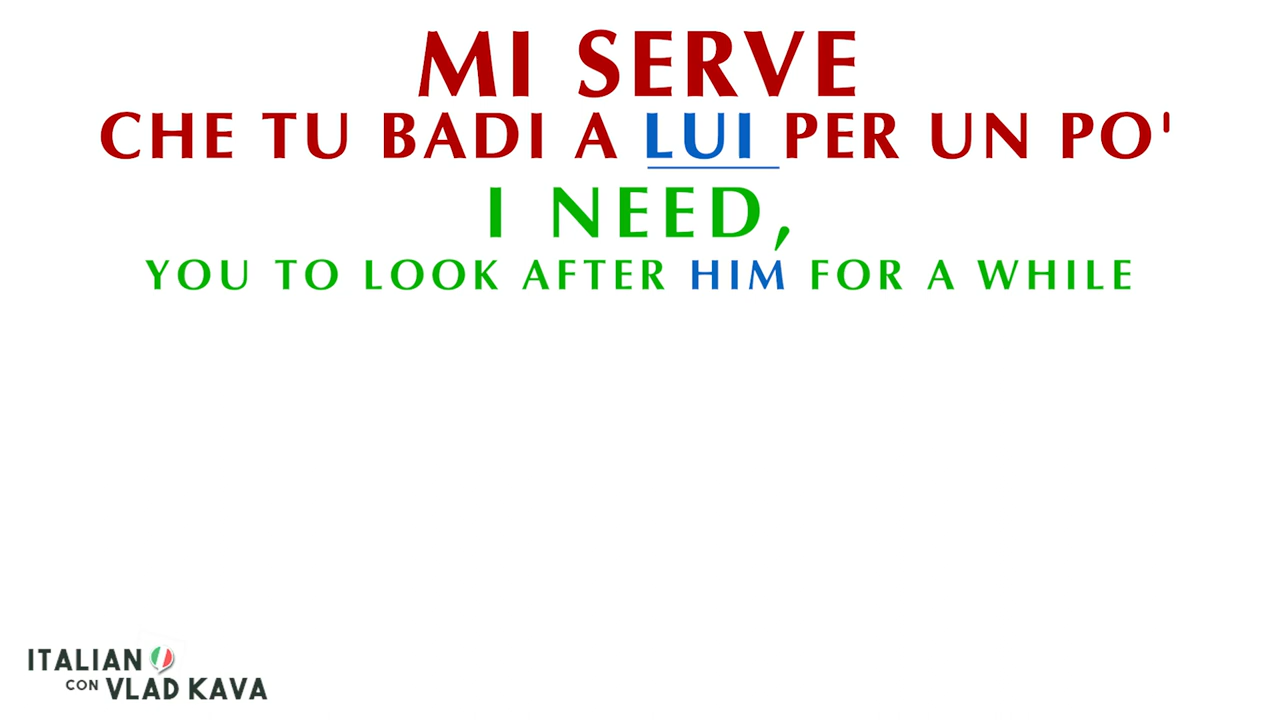 MI SERVE
CHE TU BADI A LUI PER UN PO'
I NEED,
YOU TO LOOK AFTER HIM FOR A WHILE
ITALIANO
CON VLAD KAVA